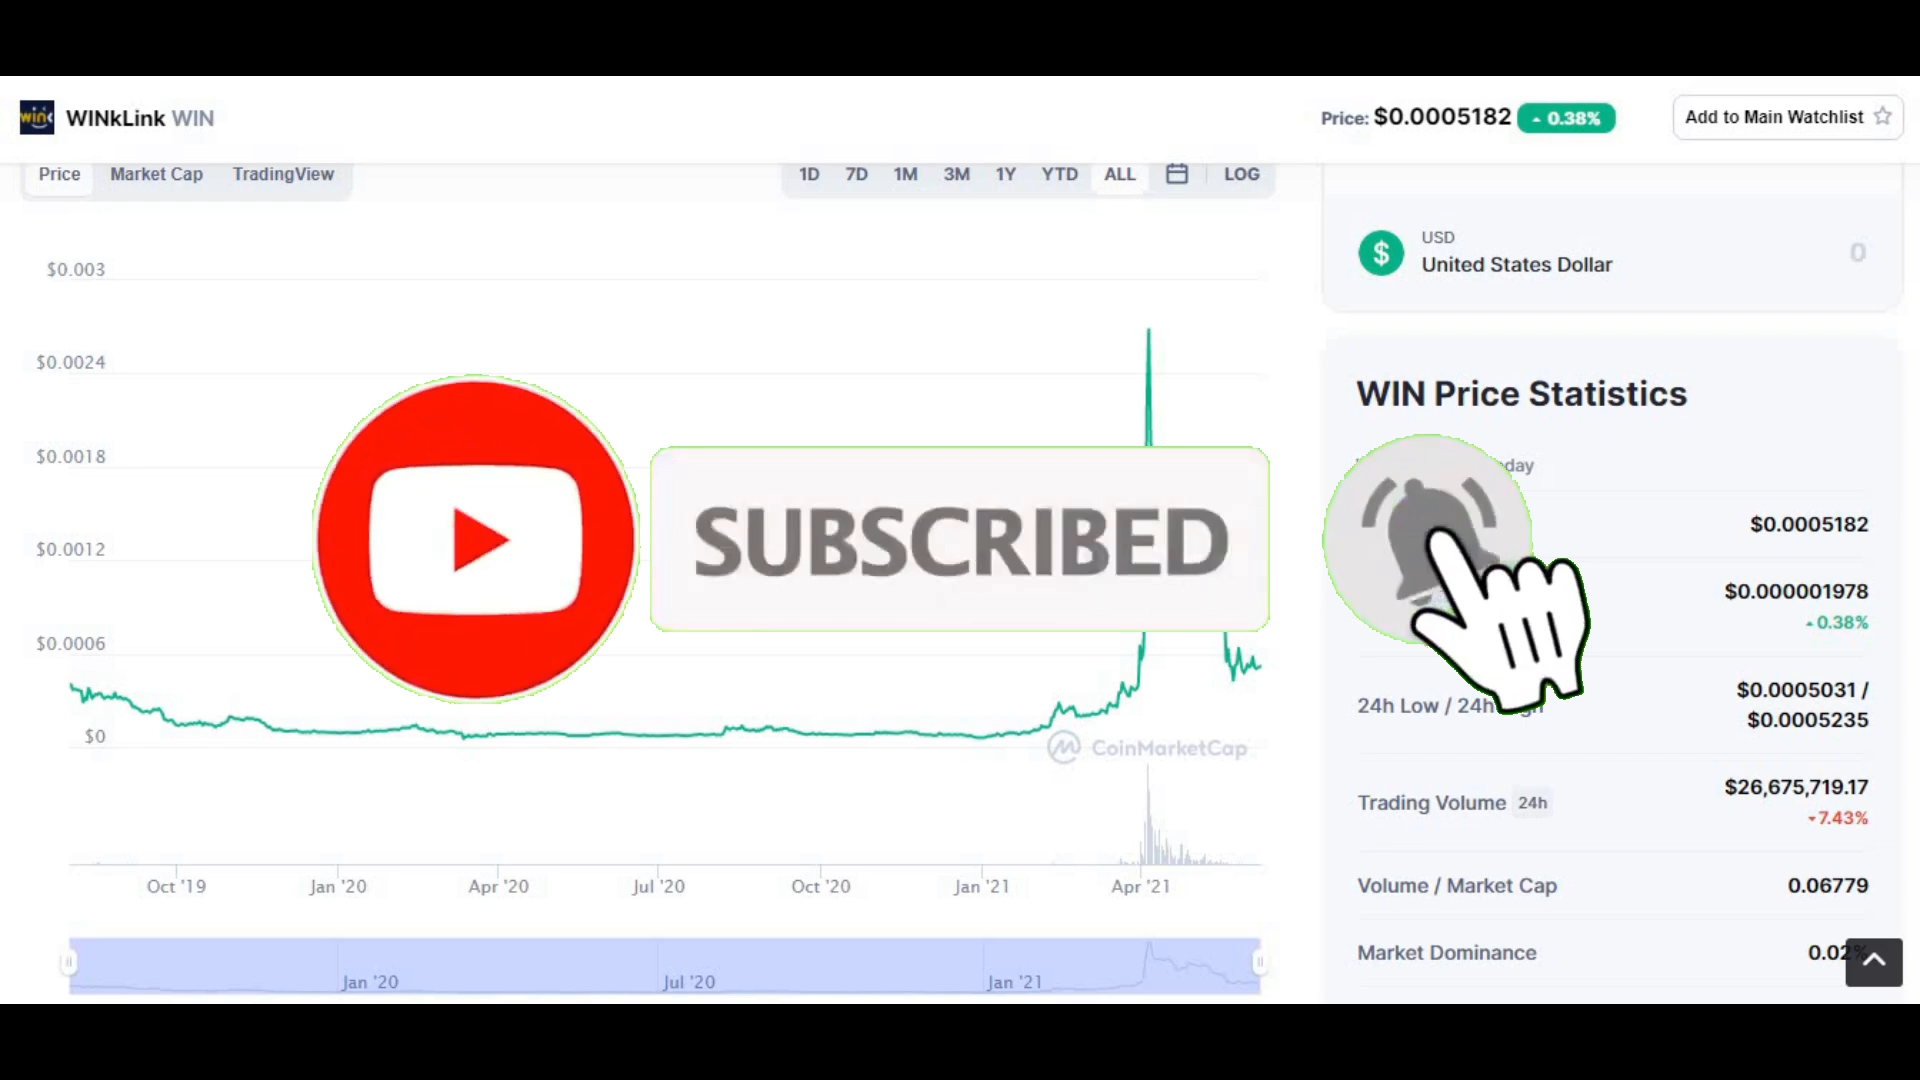 WINkLink WIN
Price: $0.0005182 0.38%
Add to Main Watchlist
Price Market Cap TradingView
1D 7D 1M 3M 1Y YTD ALL LOG
USD
United States Dollar
0
$0.003
$0.0024
$0.0018
$0.0012
$0.0006
$0
SUBSCRIBED
CoinMarketCap
Oct '19 Jan '20 Apr '20 Jul '20 Oct '20 Jan '21 Apr '21
Jan '20 Jul '20 Jan '21
WIN Price Statistics
$0.0005182
$0.000001978
0.38%
24h Low / 24h
$0.0005031 /
$0.0005235
Trading Volume 24h
$26,675,719.17
7.43%
Volume / Market Cap
0.06779
Market Dominance
0.02%